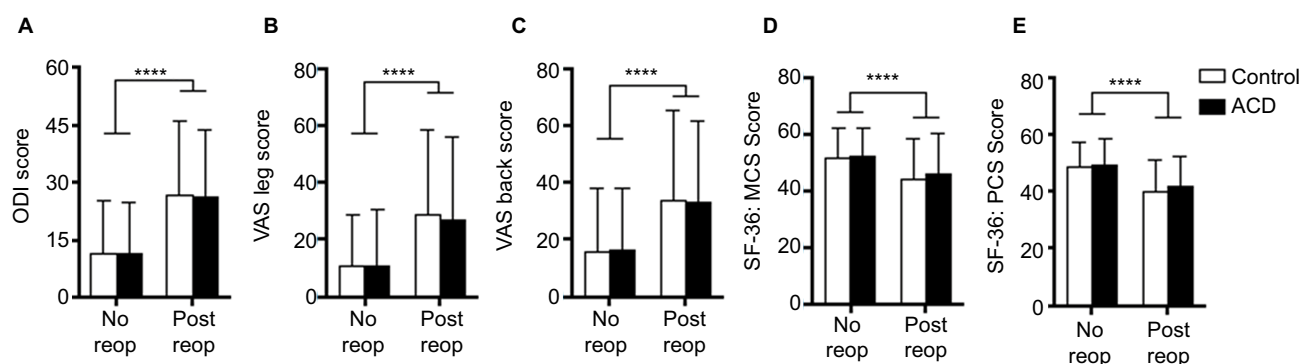 A
B
C
D
E
60
45
30
15
0
ODI score
****
No reop
Post reop
80
60
40
20
0
VAS leg score
****
No reop
Post reop
80
60
40
20
0
VAS back score
****
No reop
Post reop
80
60
40
20
0
SF-36: MCS Score
****
No reop
Post reop
80
60
40
20
0
SF-36: PCS Score
****
No reop
Post reop
Control
ACD